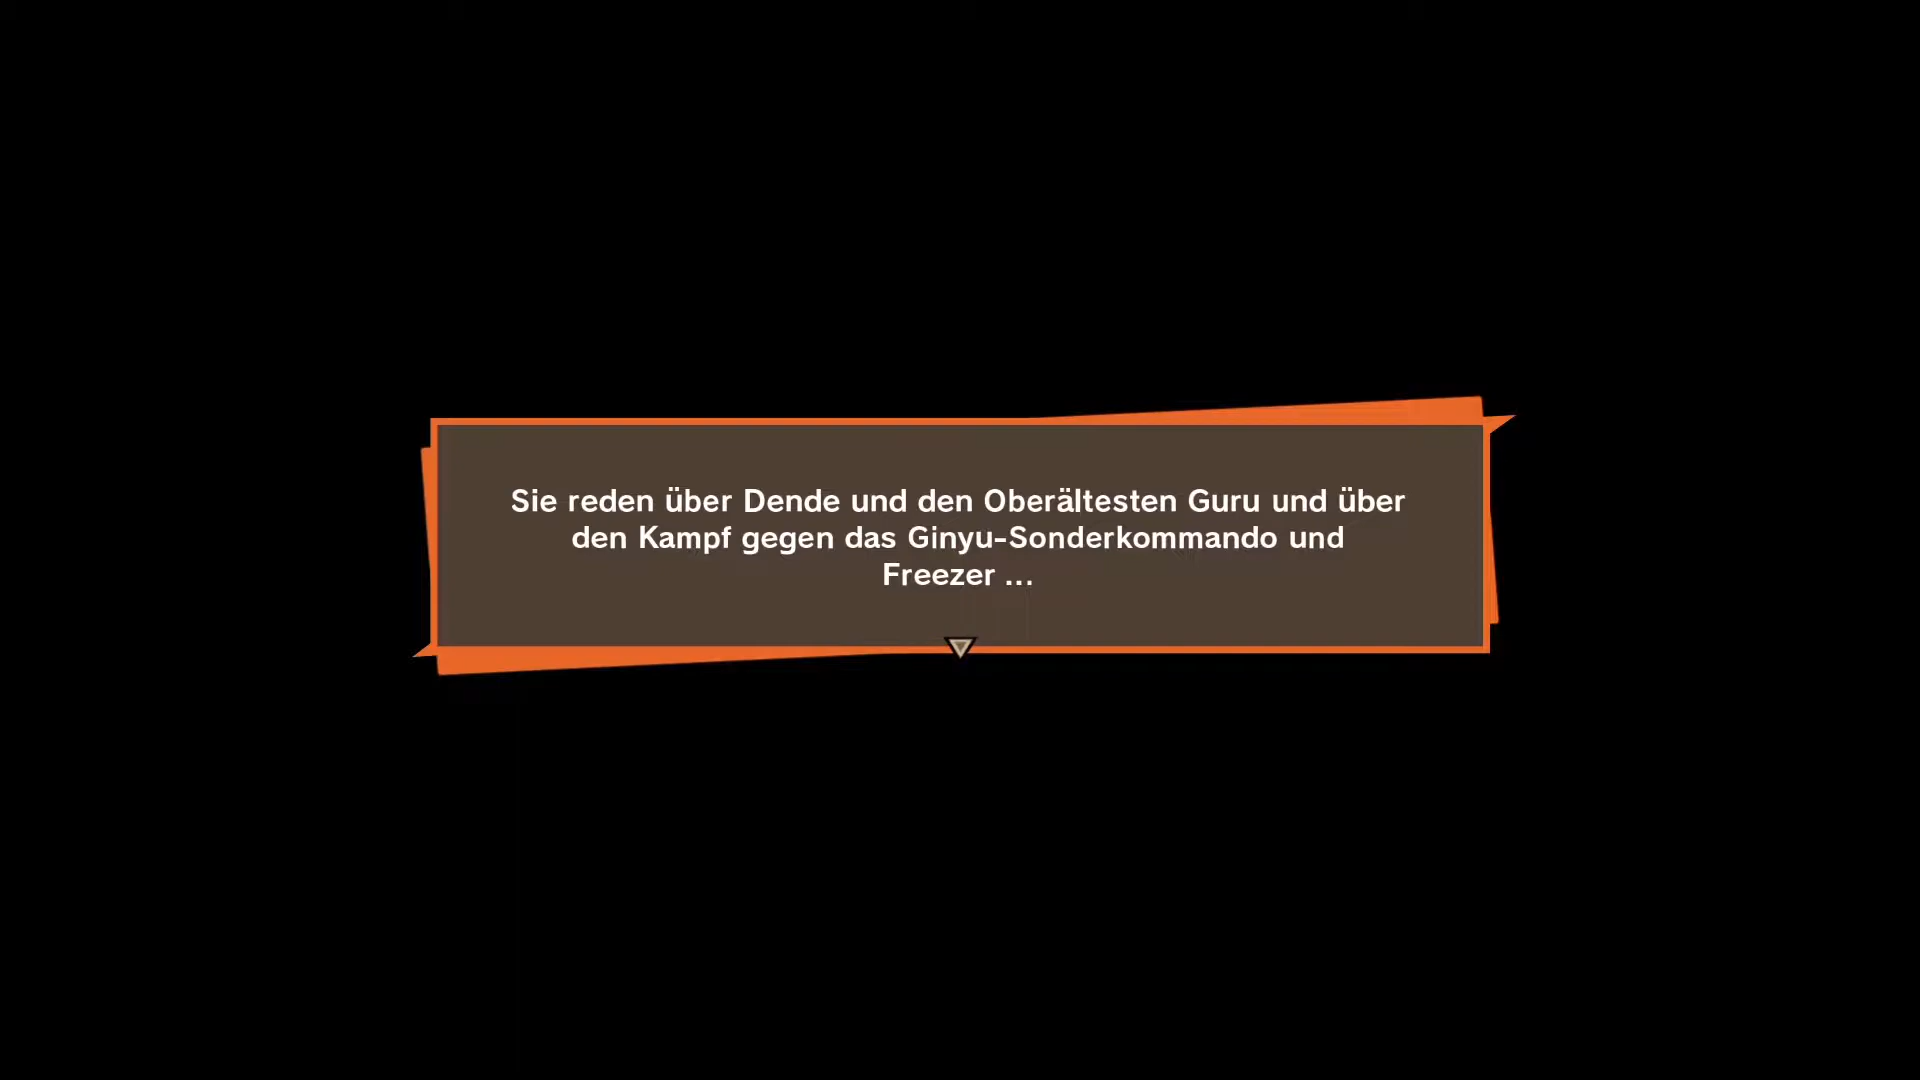 Sie reden über Dende und den Oberältesten Guru und über
den Kampf gegen das Ginyu-Sonderkommando und
Freezer ...